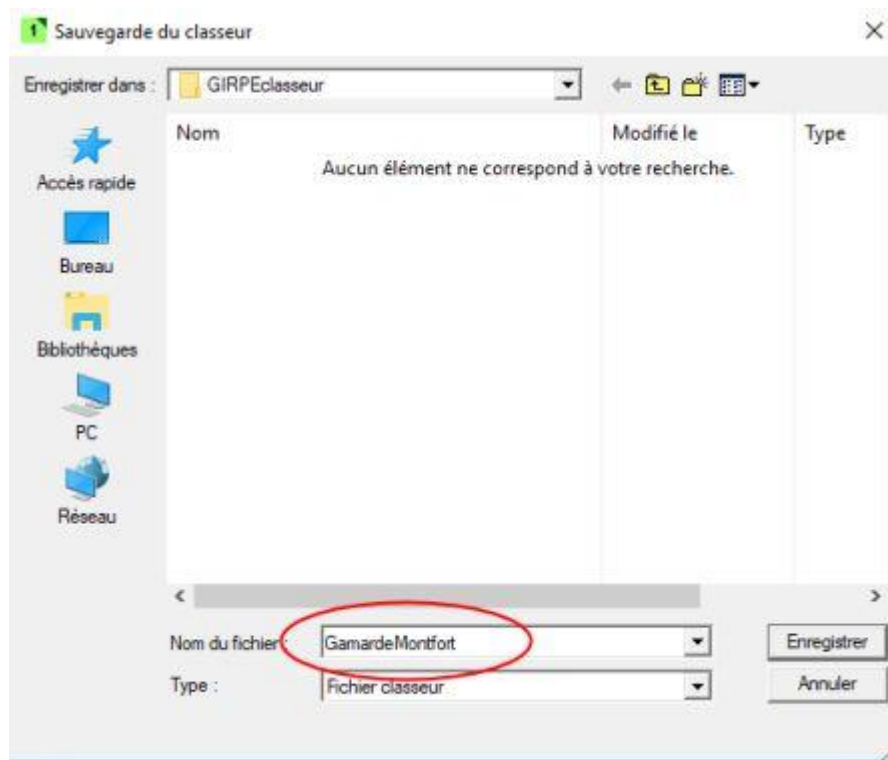 Sauvegarde du classeur
Enregistrer dans : GIRPEclasseur
Nom Modifié le Type
Aucun élément ne correspond à votre recherche.
Accès rapide
Bureau
Bibliothèques
PC
Réseau
Nom du fichier : GamardeMontfort Enregistrer
Type : Fichier classeur Annuler